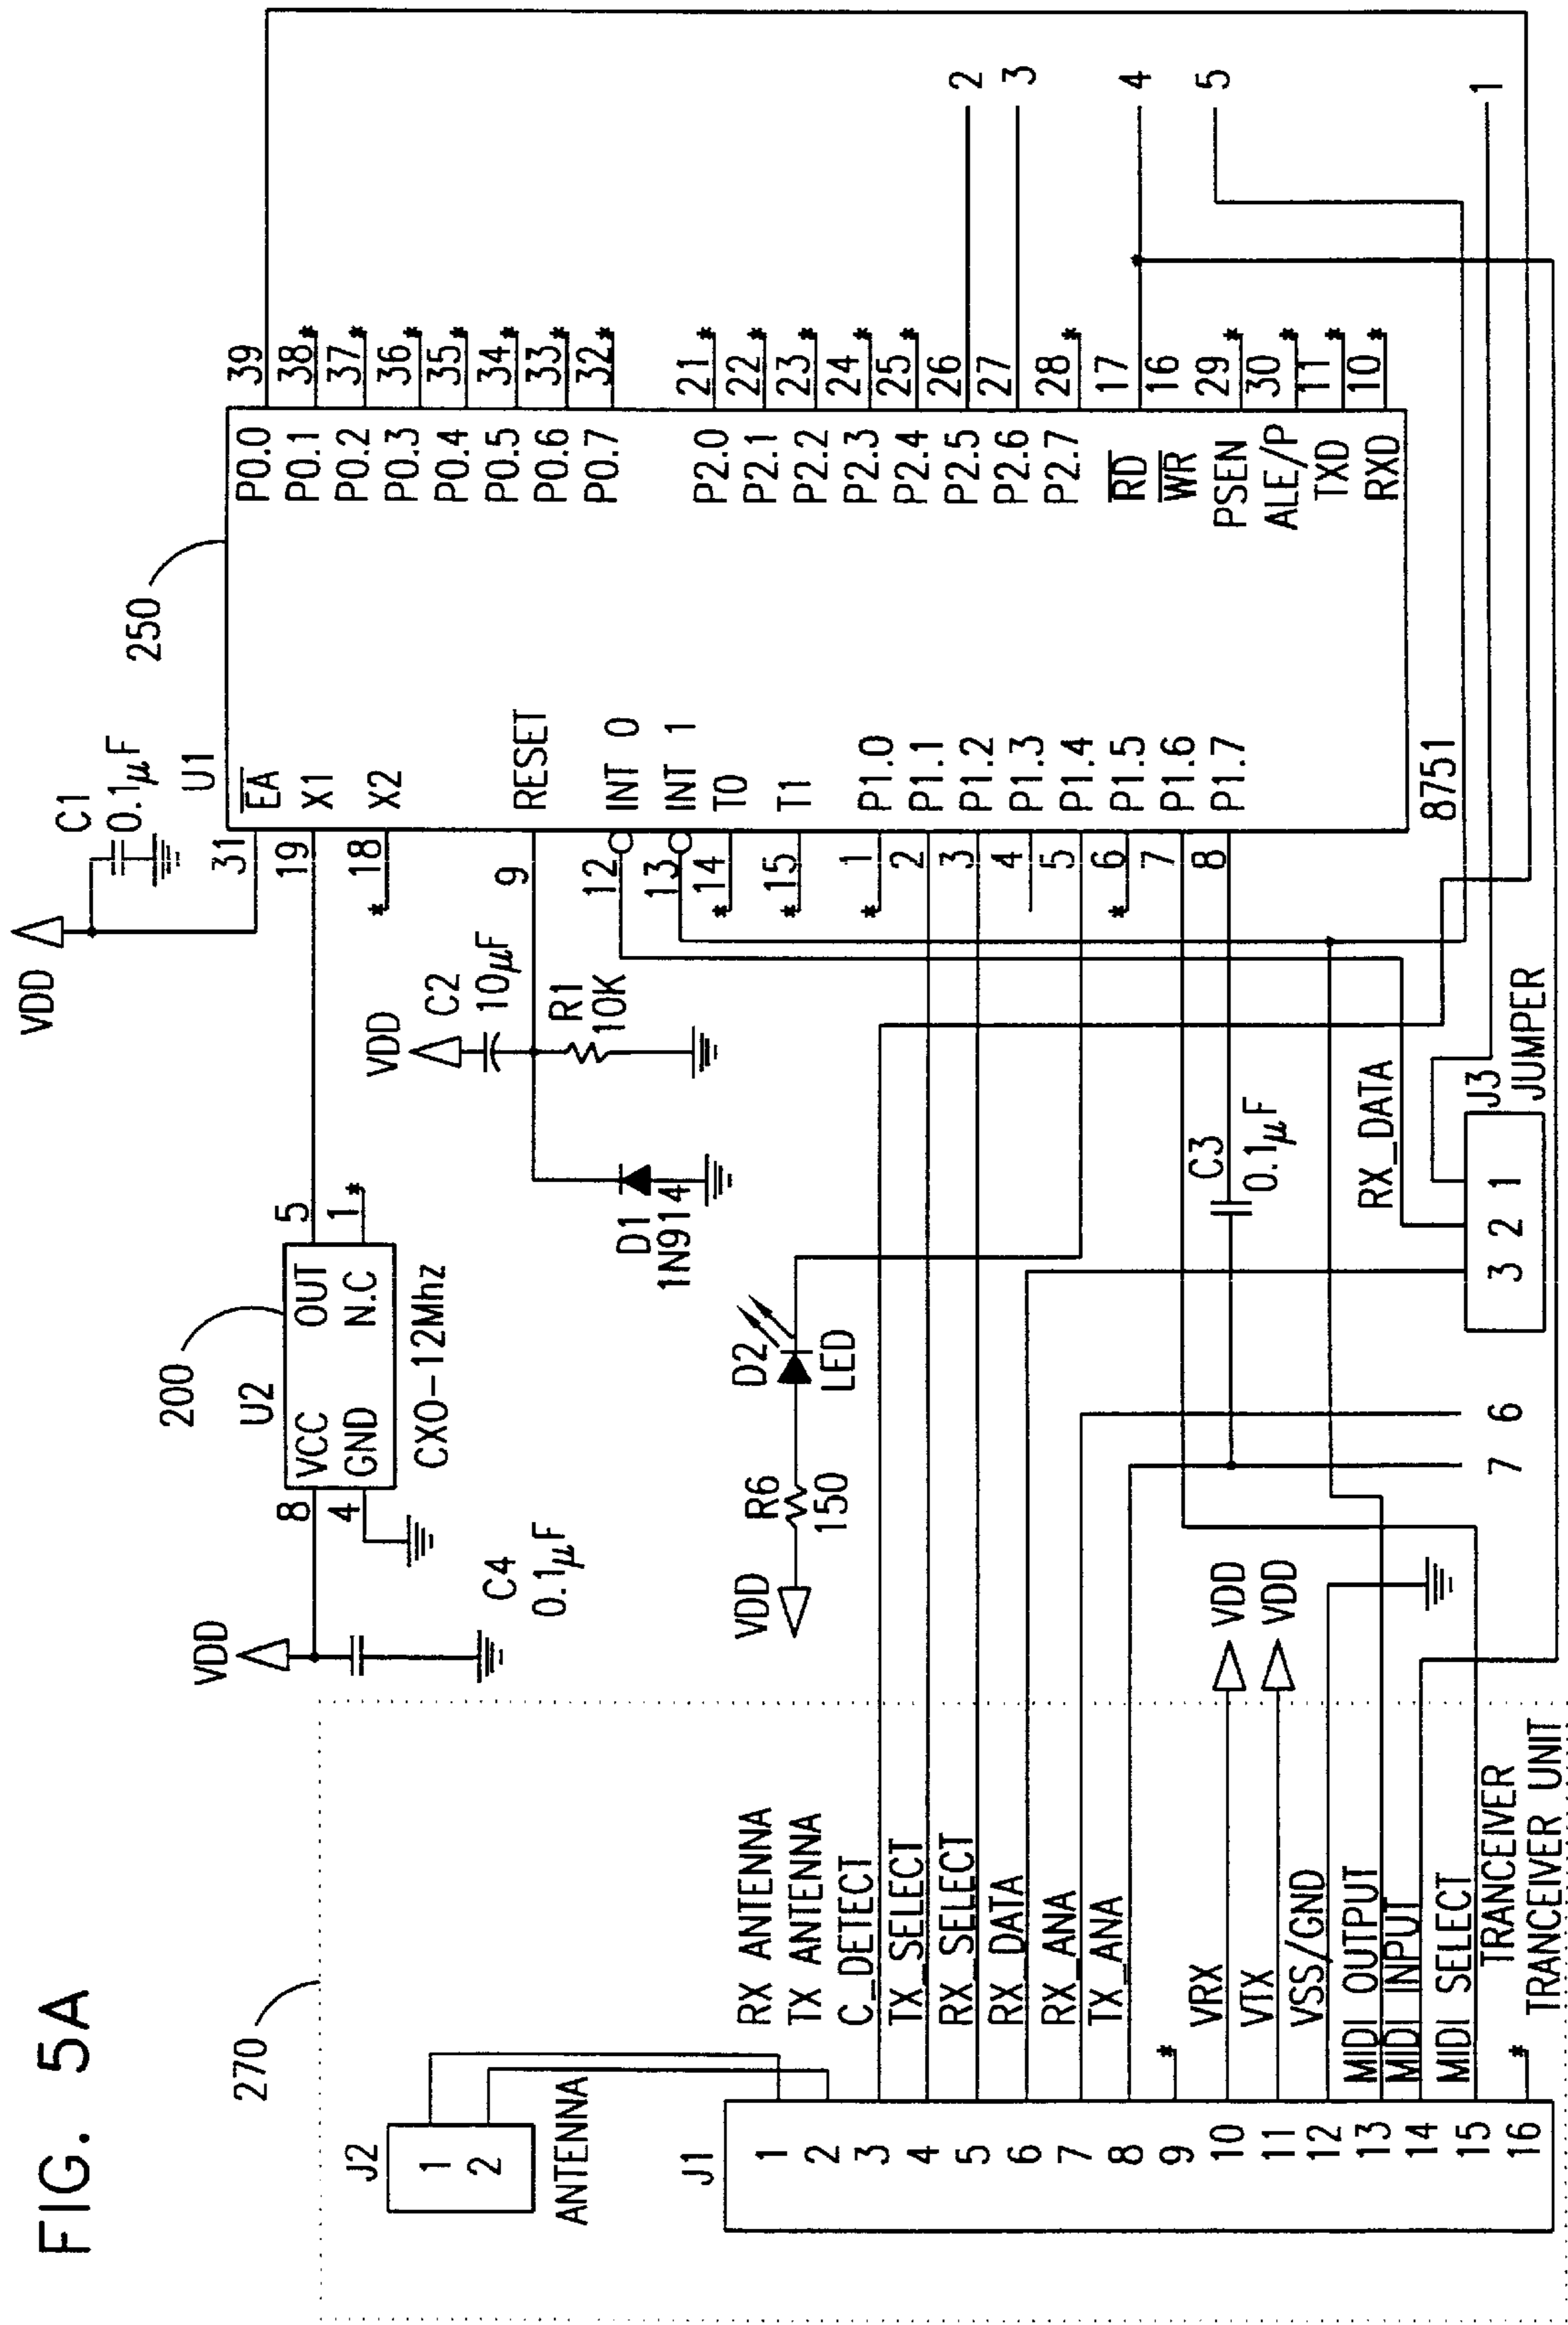 FIG. 5A
270
J2
1
2
ANTENNA
J1
1
2
3
4
5
6
7
8
9
10
11
12
13
14
15
16
RX ANTENNA
TX ANTENNA
C_DETECT
TX_SELECT
RX_SELECT
RX_DATA
RX_ANA
TX_ANA
*
VRX
VTX
VSS/GND
MIDI OUTPUT
MIDI INPUT
MIDI SELECT
*
TRANCEIVER
TRANCEIVER UNIT
VDD
VDD
VDD
C4
0.1µF
200
U2
8 VCC OUT 5
4 GND N.C 1 *
CXO-12Mhz
VDD
R6
150
D2
LED
7
6
D1
1N914
VDD
C2
10µF
R1
10K
C3
0.1µF
RX_DATA
3 2 1
J3
JUMPER
VDD
C1
0.1µF
U1
250
31 EA
19 X1
* 18 X2
9 RESET
12 INT 0
13 INT 1
* 14 T0
* 15 T1
* 1 P1.0
2 P1.1
3 P1.2
4 P1.3
5 P1.4
* 6 P1.5
7 P1.6
8 P1.7
8751
P0.0 39
P0.1 38 *
P0.2 37 *
P0.3 36 *
P0.4 35 *
P0.5 34 *
P0.6 33 *
P0.7 32 *
P2.0 21 *
P2.1 22 *
P2.2 23 *
P2.3 24 *
P2.4 25 *
P2.5 26
P2.6 27
P2.7 28 *
RD 17
WR 16
PSEN 29 *
ALE/P 30 *
TXD 11 *
RXD 10 *
2
3
4
5
1